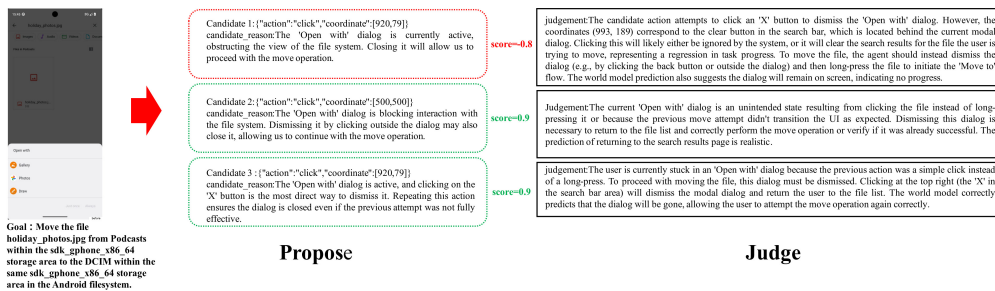 holiday_photos.jpg
Open with
Gallery
Photos
Draw
Goal：Move the file
holiday_photos.jpg from Podcasts
within the sdk_gphone_x86_64
storage area to the DCIM within the
same sdk_gphone_x86_64 storage
area in the Android filesystem.
Candidate 1:{"action":"click","coordinate":[920,79]}
candidate_reason:The 'Open with' dialog is currently active,
obstructing the view of the file system. Closing it will allow us to
proceed with the move operation.
score=-0.8
Candidate 2:{"action":"click","coordinate":[500,500]}
candidate_reason:The 'Open with' dialog is blocking interaction with
the file system. Dismissing it by clicking outside the dialog may also
close it, allowing us to continue with the move operation.
score=0.9
Candidate 3 : {"action":"click","coordinate":[920,79]}
candidate_reason:The 'Open with' dialog is active, and clicking on the
'X' button is the most direct way to dismiss it. Repeating this action
ensures the dialog is closed even if the previous attempt was not fully
effective.
score=0.9
Propose
judgement:The candidate action attempts to click an 'X' button to dismiss the 'Open with' dialog. However, the
coordinates (993, 189) correspond to the clear button in the search bar, which is located behind the current modal
dialog. Clicking this will likely either be ignored by the system, or it will clear the search results for the file the user is
trying to move, representing a regression in task progress. To move the file, the agent should instead dismiss the
dialog (e.g., by clicking the back button or outside the dialog) and then long-press the file to initiate the 'Move to'
flow. The world model prediction also suggests the dialog will remain on screen, indicating no progress.
Judgement:The current 'Open with' dialog is an unintended state resulting from clicking the file instead of long-
pressing it or because the previous move attempt didn't transition the UI as expected. Dismissing this dialog is
necessary to return to the file list and correctly perform the move operation or verify if it was already successful. The
prediction of returning to the search results page is realistic.
judgement:The user is currently stuck in an 'Open with' dialog because the previous action was a simple click instead
of a long-press. To proceed with moving the file, this dialog must be dismissed. Clicking at the top right (the 'X' in
the search bar area) will dismiss the modal dialog and return the user to the file list. The world model correctly
predicts that the dialog will be gone, allowing the user to attempt the move operation again correctly.
Judge